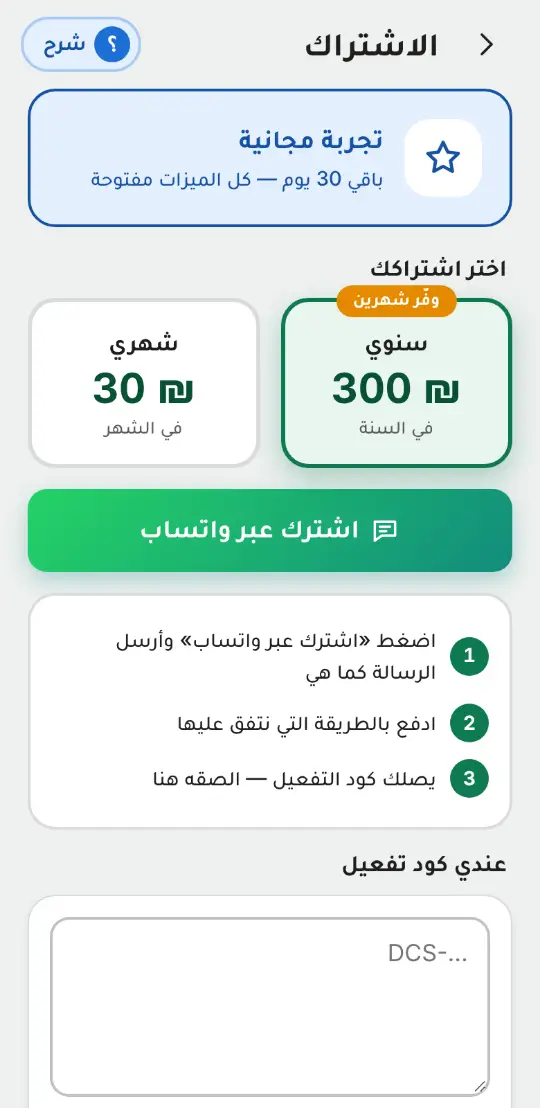 الاشتراك
؟ شرح
تجربة مجانية
باقي 30 يوم — كل الميزات مفتوحة
اختر اشتراكك
وفّر شهرين
سنوي
₪ 300
في السنة
شهري
₪ 30
في الشهر
اشترك عبر واتساب
1 اضغط «اشترك عبر واتساب» وأرسل
الرسالة كما هي
2 ادفع بالطريقة التي نتفق عليها
3 يصلك كود التفعيل — الصقه هنا
عندي كود تفعيل
DCS-...